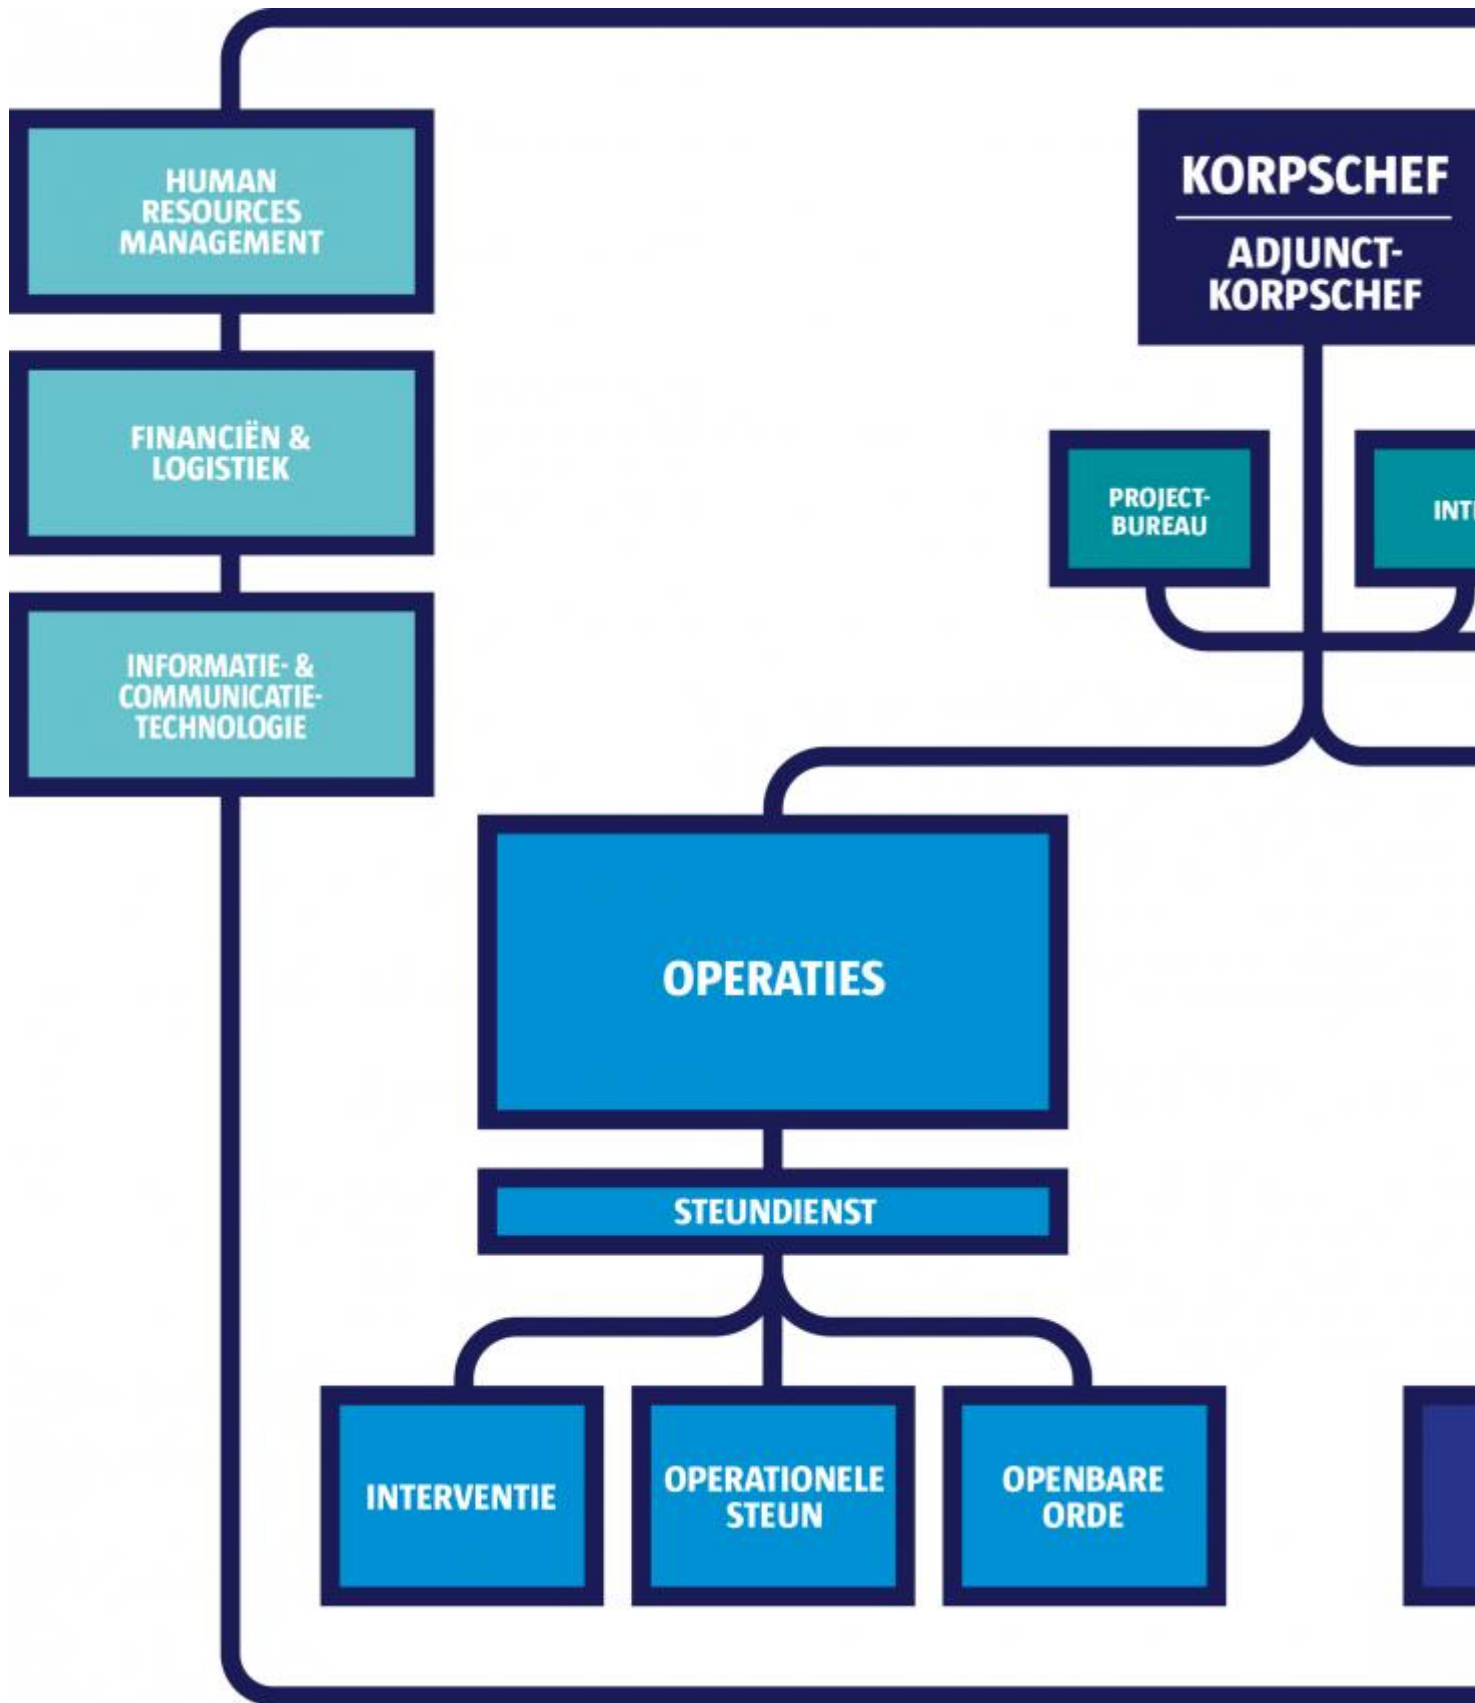 HUMAN
RESOURCES
MANAGEMENT
FINANCIËN &
LOGISTIEK
INFORMATIE- &
COMMUNICATIE-
TECHNOLOGIE
KORPSCHEF
ADJUNCT-
KORPSCHEF
PROJECT-
BUREAU
OPERATIES
STEUNDIENST
INTERVENTIE
OPERATIONELE
STEUN
OPENBARE
ORDE